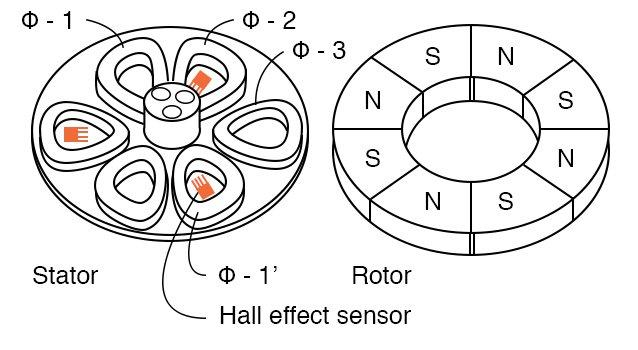 Φ - 1
Φ - 2
Φ - 3
S
N
N
S
S
N
N
S
Stator
Φ - 1’
Rotor
Hall effect sensor